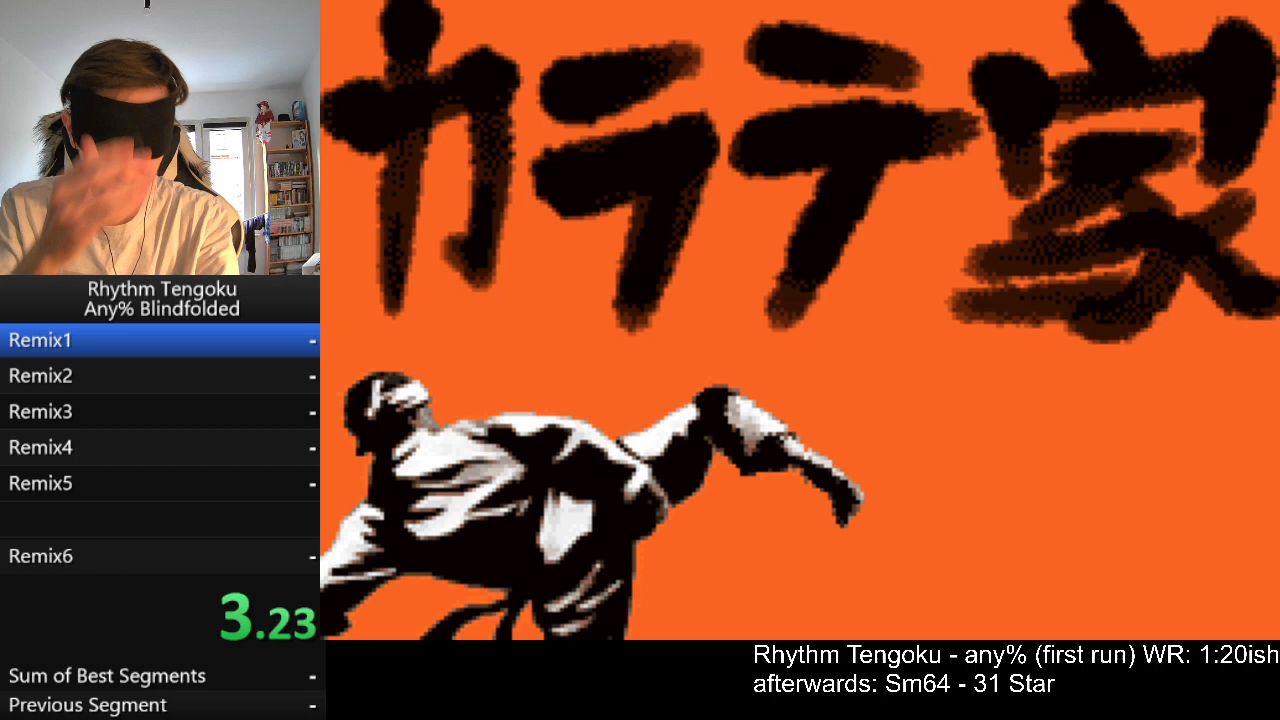 カラテ家
Rhythm Tengoku
Any% Blindfolded
Remix1 -
Remix2 -
Remix3 -
Remix4 -
Remix5 -
Remix6 -
3.23
Sum of Best Segments -
Previous Segment -
Rhythm Tengoku - any% (first run) WR: 1:20ish
afterwards: Sm64 - 31 Star